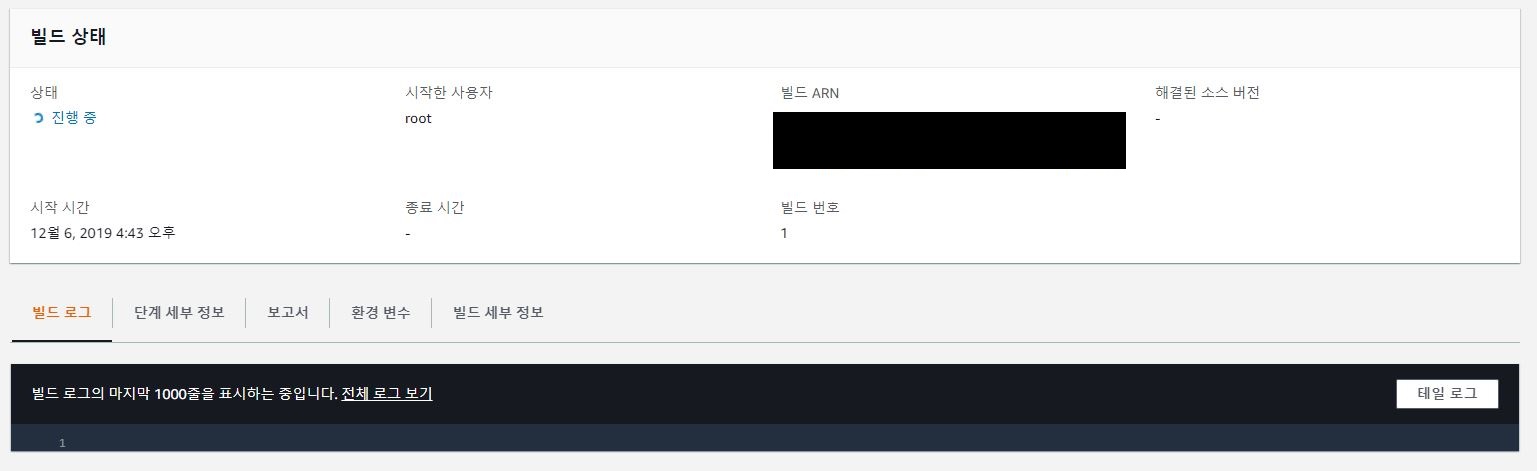 빌드 상태
상태 시작한 사용자 빌드 ARN 해결된 소스 버전
진행 중 root -
시작 시간 종료 시간 빌드 번호
12월 6, 2019 4:43 오후 - 1
빌드 로그 단계 세부 정보 보고서 환경 변수 빌드 세부 정보
빌드 로그의 마지막 1000줄을 표시하는 중입니다. 전체 로그 보기 테일 로그
1